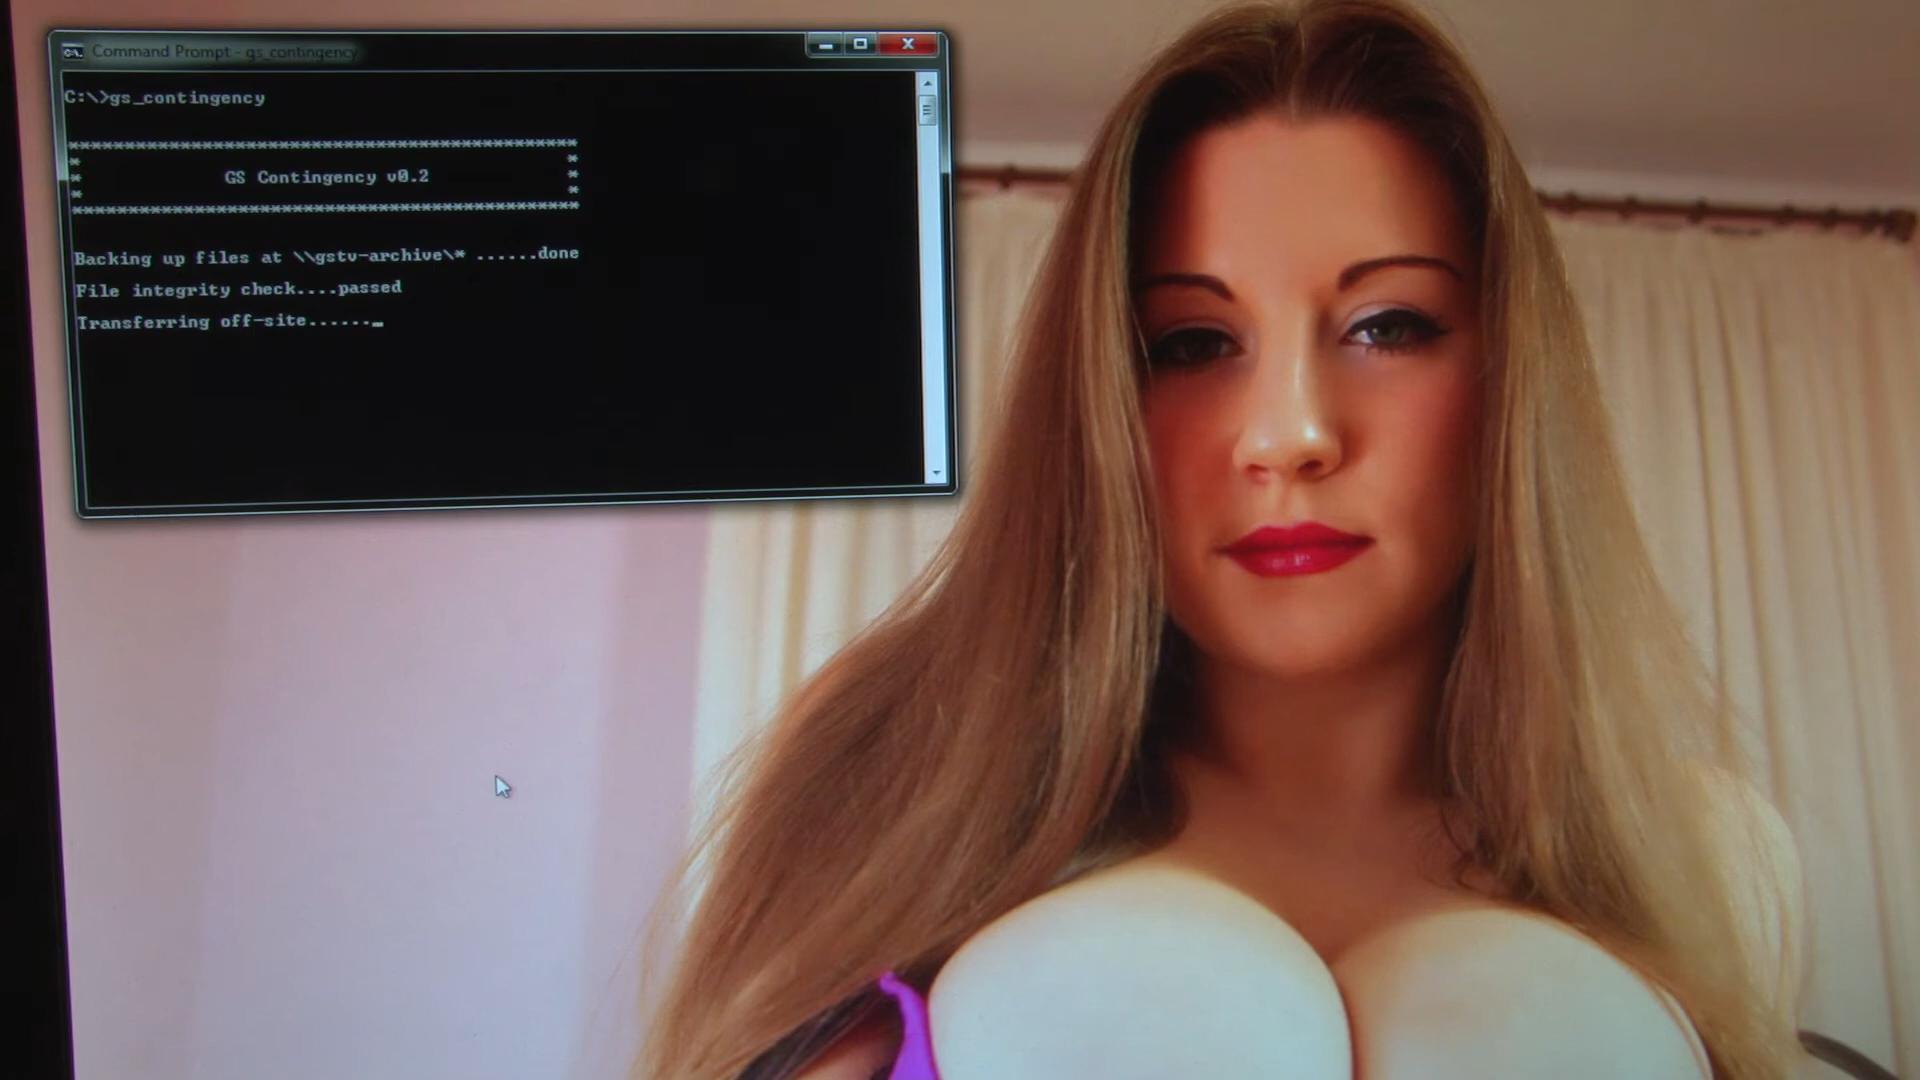 Command Prompt - gs_contingency
C:\>gs_contingency
***********************************************
* *
* GS Contingency v0.2 *
* *
***********************************************
Backing up files at \\gstv-archive\* ......done
File integrity check....passed
Transferring off-site......_